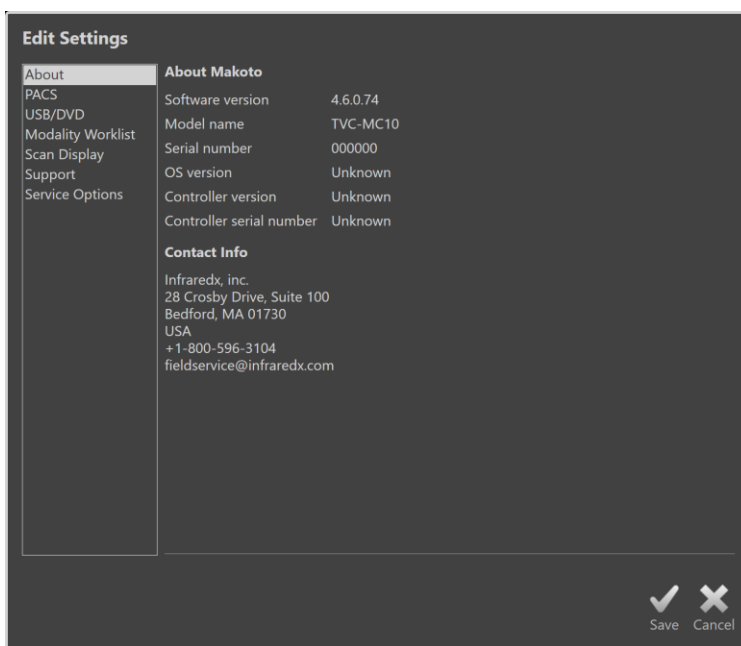 Edit Settings
About
PACS
USB/DVD
Modality Worklist
Scan Display
Support
Service Options
About Makoto
Software version 4.6.0.74
Model name TVC-MC10
Serial number 000000
OS version Unknown
Controller version Unknown
Controller serial number Unknown
Contact Info
Infraredx, inc.
28 Crosby Drive, Suite 100
Bedford, MA 01730
USA
+1-800-596-3104
fieldservice@infraredx.com
Save Cancel